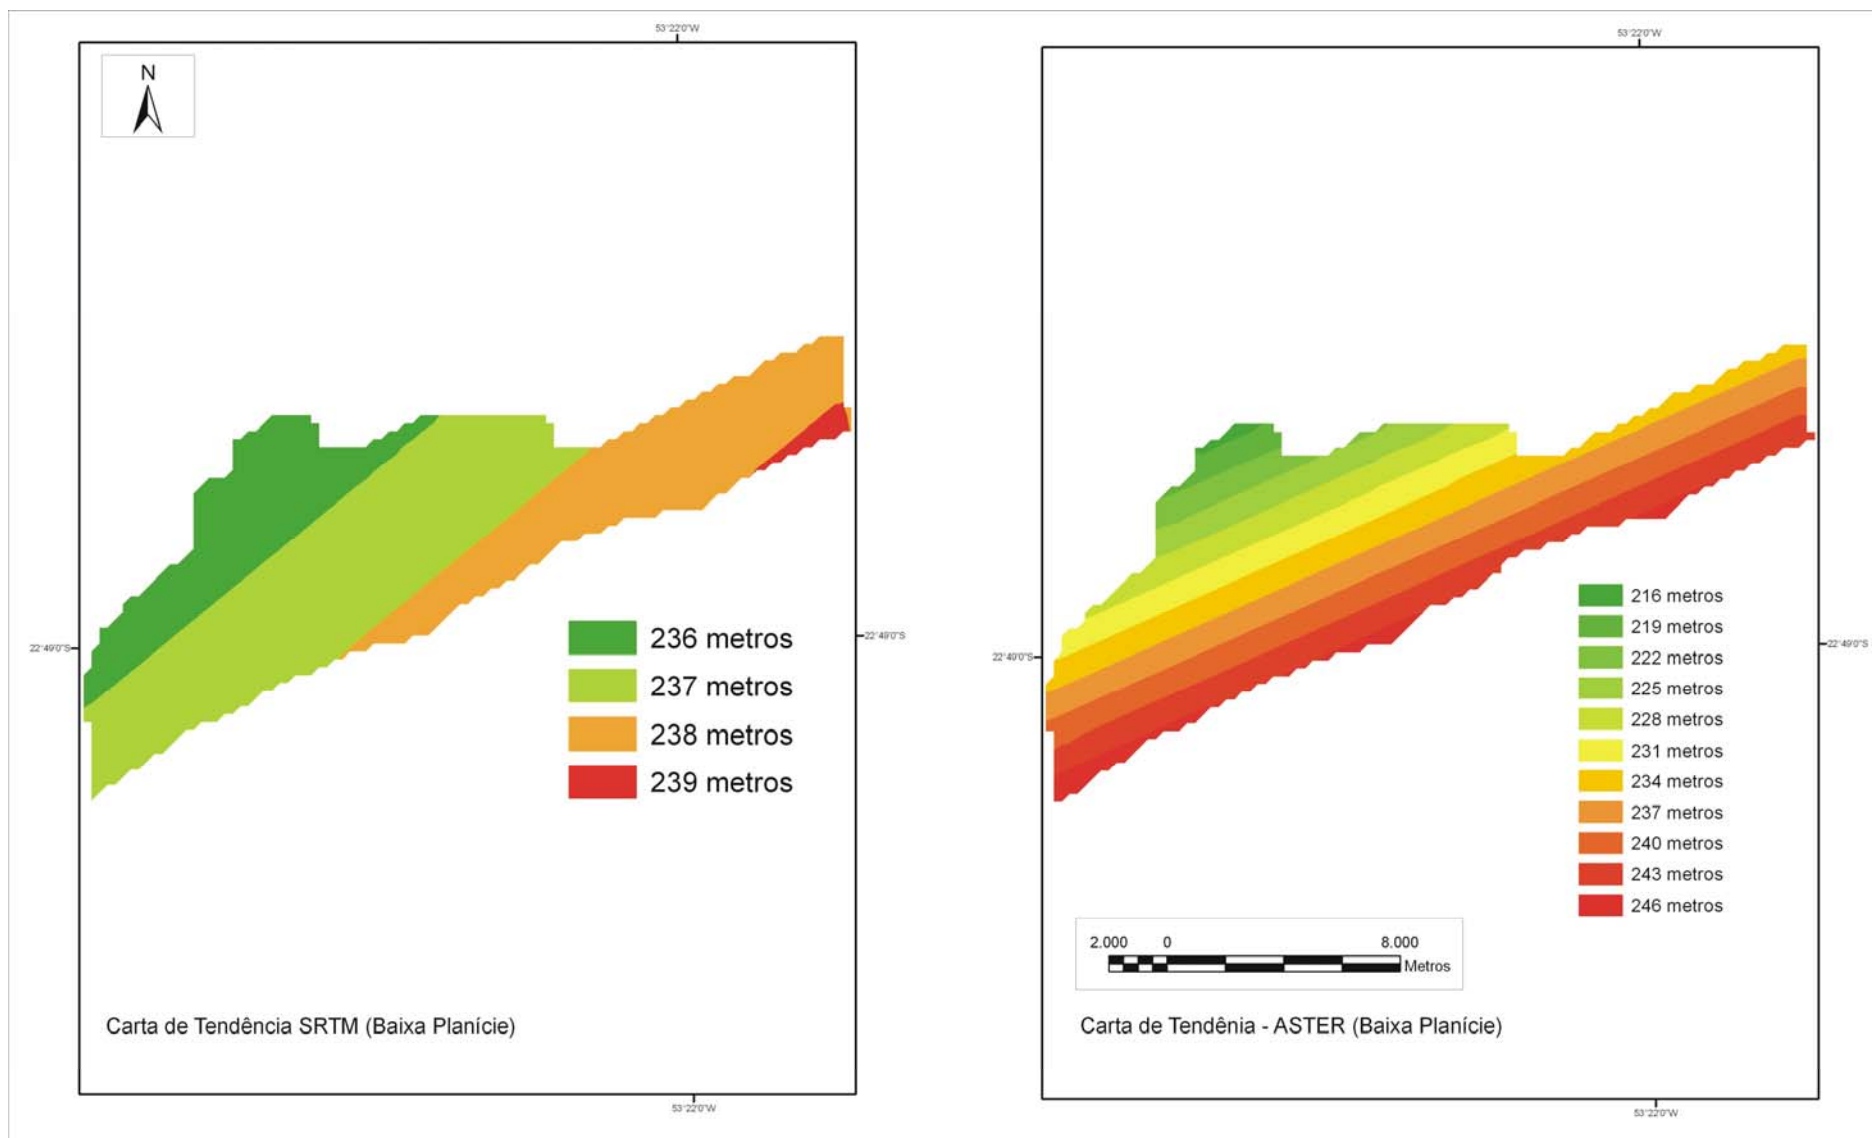 53°22'0"W
N
22°49'0"S
22°49'0"S
236 metros
237 metros
238 metros
239 metros
Carta de Tendência SRTM (Baixa Planície)
53°22'0"W
53°22'0"W
22°49'0"S
22°49'0"S
216 metros
219 metros
222 metros
225 metros
228 metros
231 metros
234 metros
237 metros
240 metros
243 metros
246 metros
2.000 0 8.000
Metros
Carta de Tendênia - ASTER (Baixa Planície)
53°22'0"W